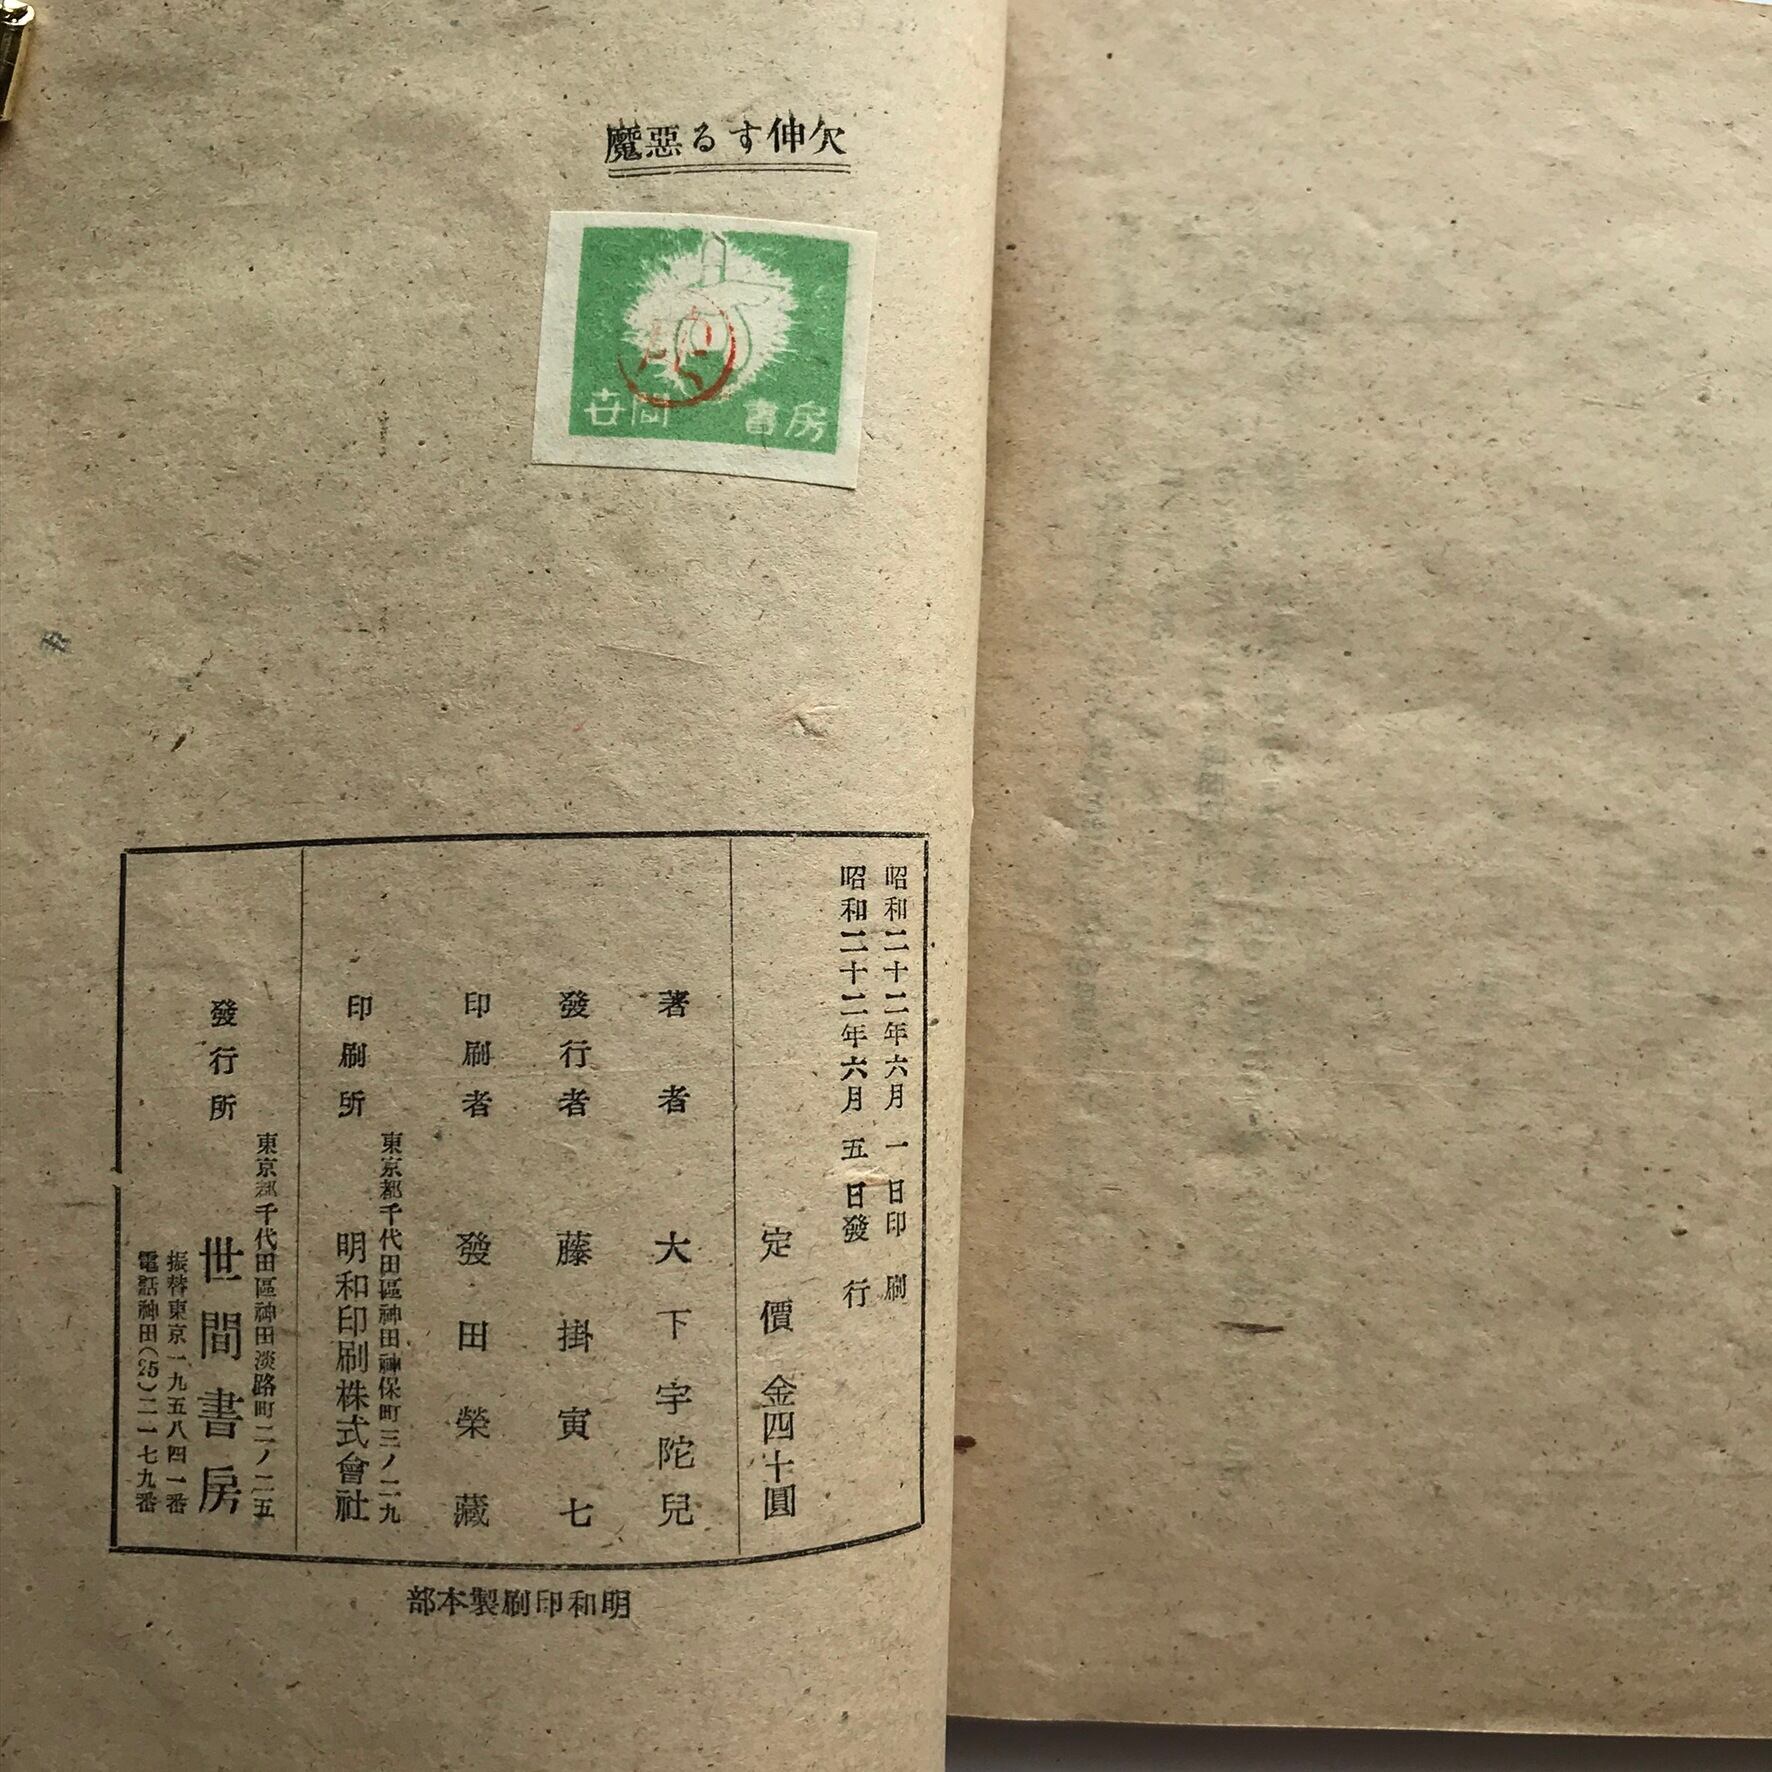 欠伸する惡魔
世間書房
昭和二十二年六月一日印刷
昭和二十二年六月五日發行
定價金四十圓
著者 大下宇陀兒
發行者 藤掛寅七
印刷者 發田榮藏
東京都千代田區神田神保町三ノ二九
印刷所 明和印刷株式會社
東京都千代田區神田淡路町二ノ二五
發行所 世間書房
振替東京一九五八四一番
電話神田(25)二一七九番
明和印刷製本部